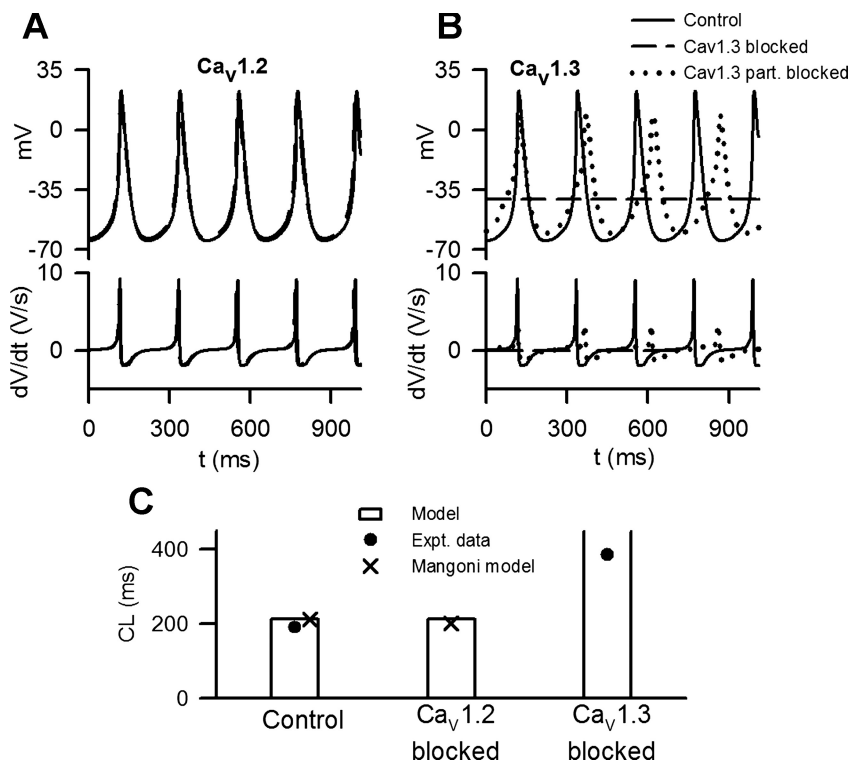 A
CaV1.2
35
0
-35
-70
mV
10
0
dV/dt (V/s)
0 300 600 900
t (ms)
B
Control
Cav1.3 blocked
Cav1.3 part. blocked
CaV1.3
35
0
-35
-70
mV
10
0
dV/dt (V/s)
0 300 600 900
t (ms)
C
Model
Expt. data
Mangoni model
400
200
0
CL (ms)
Control
CaV1.2
blocked
CaV1.3
blocked